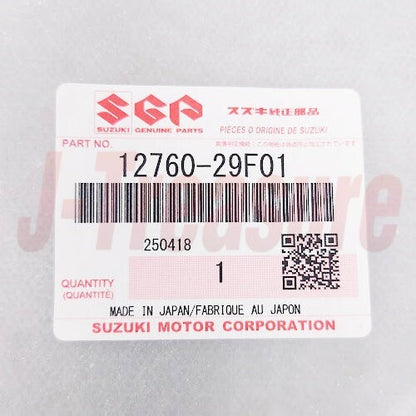 SGP
SUZUKI GENUINE PARTS
スズキ純正部品
PIECES D ORIGINE DE SUZUKI
PART NO.
12760-29F01
J-Treasure
250418
QUANTITY
(QUANTITÉ)
1
MADE IN JAPAN/FABRIQUE AU JAPON
SUZUKI MOTOR CORPORATION